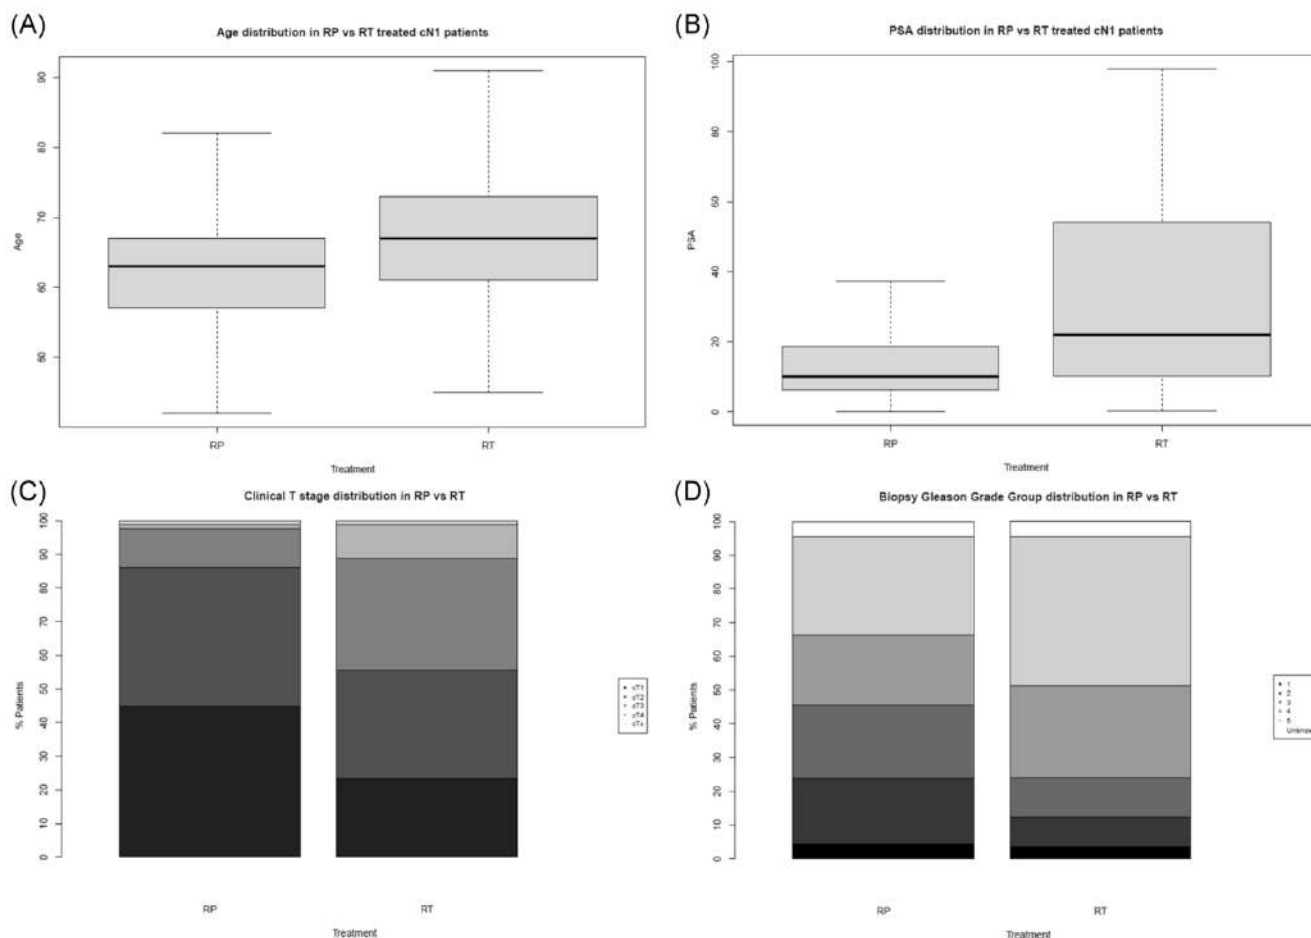 (A)
Age distribution in RP vs RT treated cN1 patients
90
80
70
60
50
Age
RP
RT
Treatment
(B)
PSA distribution in RP vs RT treated cN1 patients
100
80
60
40
20
0
PSA
RP
RT
Treatment
(C)
Clinical T stage distribution in RP vs RT
100
90
80
70
60
50
40
30
20
10
0
% Patients
cT1
cT2
cT3
cT4
cTx
RP
RT
Treatment
(D)
Biopsy Gleason Grade Group distribution in RP vs RT
100
90
80
70
60
50
40
30
20
10
0
% Patients
1
2
3
4
5
RP
RT
Treatment